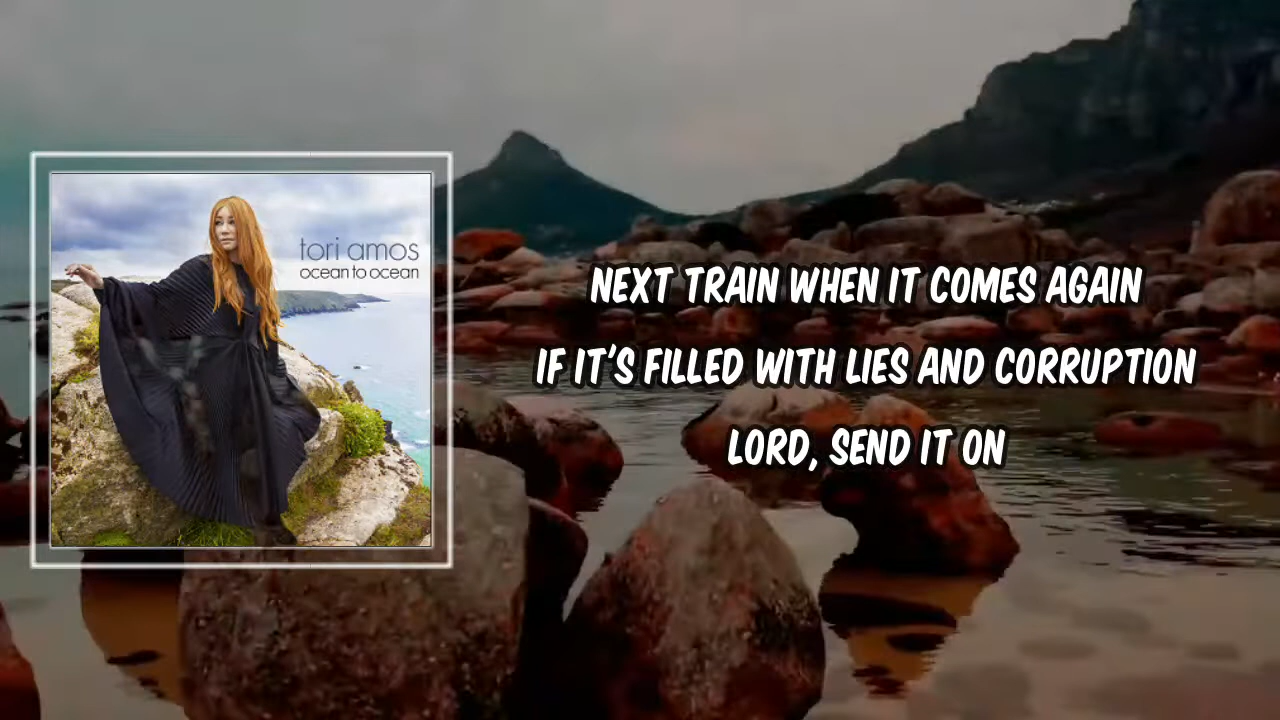 tori amos
ocean to ocean
NEXT TRAIN WHEN IT COMES AGAIN
IF IT'S FILLED WITH LIES AND CORRUPTION
LORD, SEND IT ON